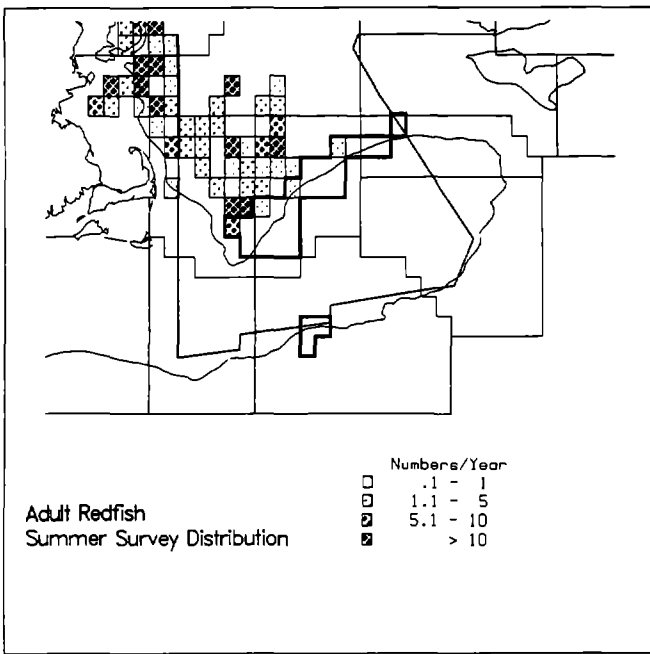 Numbers/Year
.1 - 1
1.1 - 5
5.1 - 10
> 10
Adult Redfish
Summer Survey Distribution